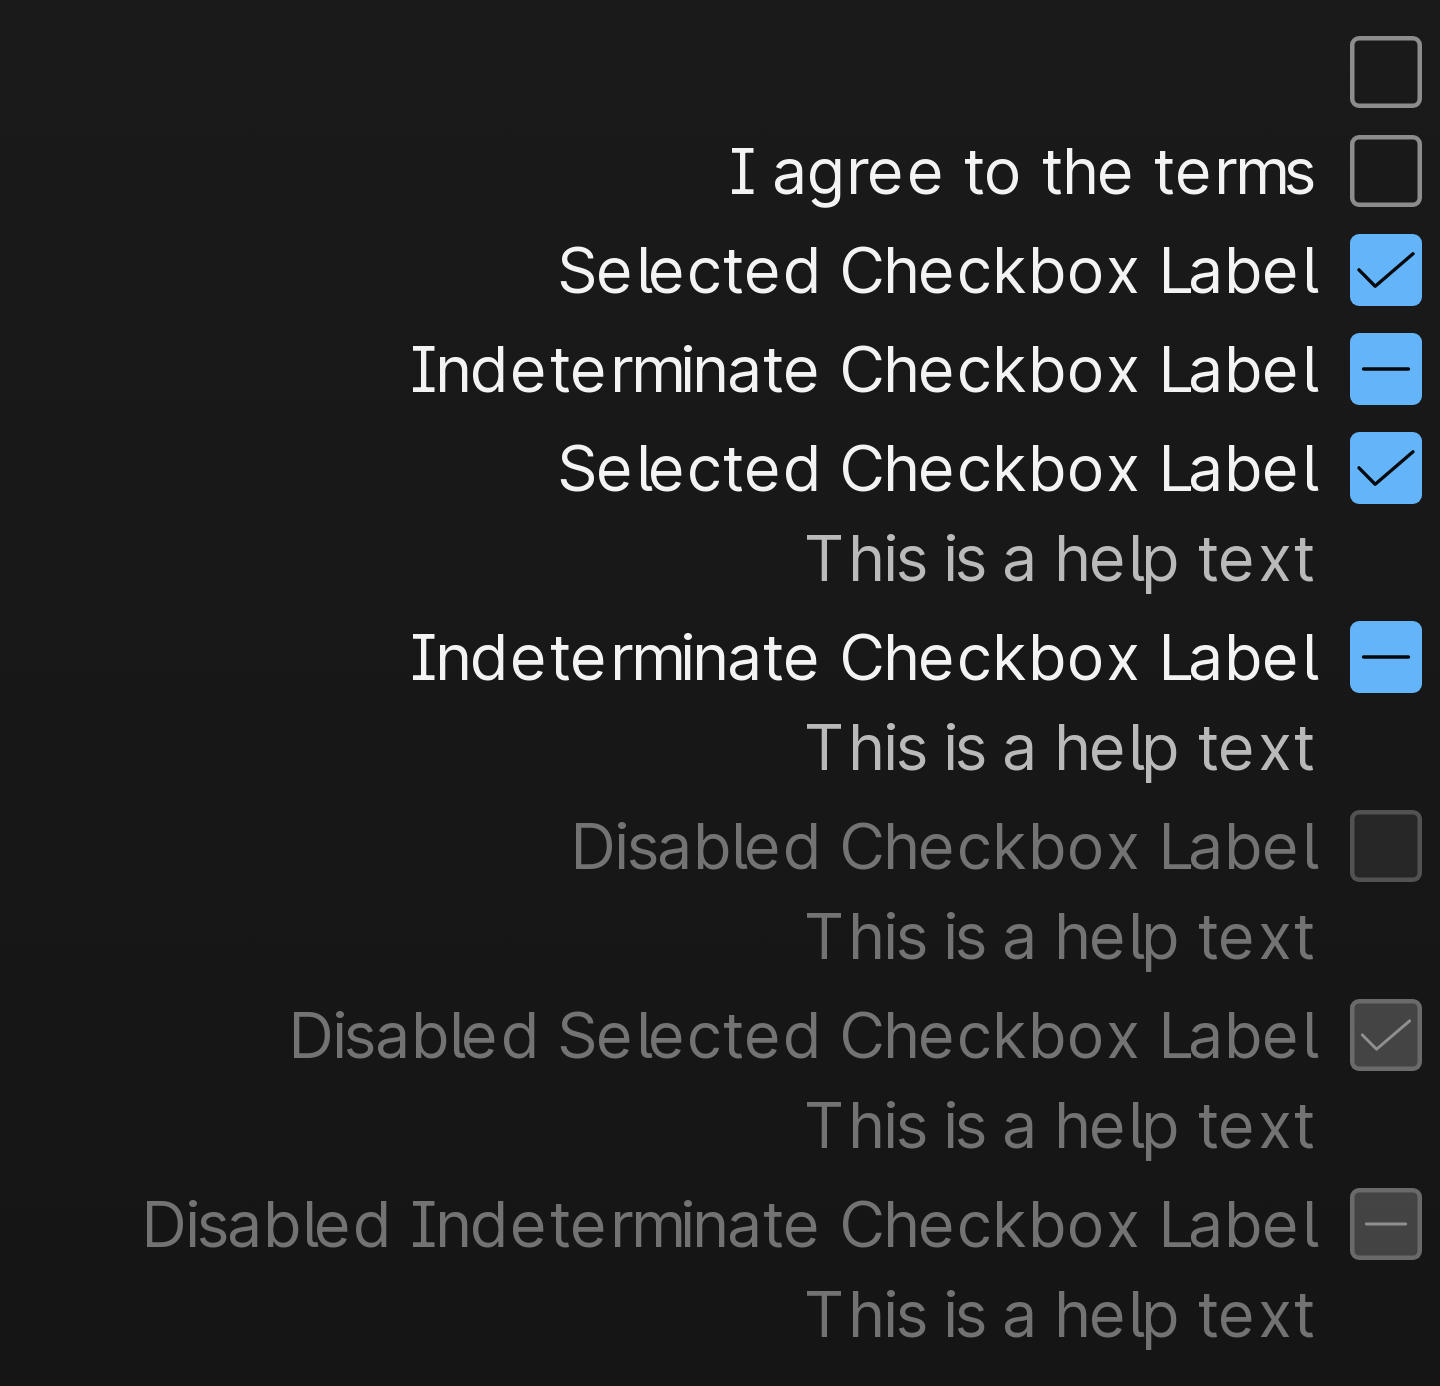 I agree to the terms
Selected Checkbox Label
Indeterminate Checkbox Label
Selected Checkbox Label
This is a help text
Indeterminate Checkbox Label
This is a help text
Disabled Checkbox Label
This is a help text
Disabled Selected Checkbox Label
This is a help text
Disabled Indeterminate Checkbox Label
This is a help text